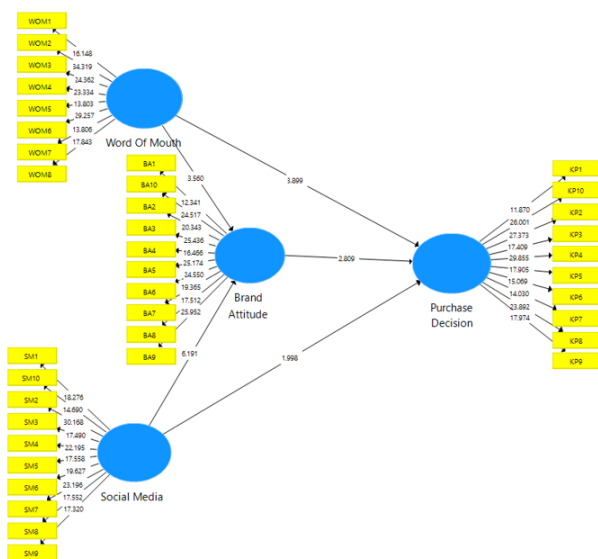 WOM1
WOM2
WOM3
WOM4
WOM5
WOM6
WOM7
WOM8
16.148
34.319
24.362
23.334
13.803
29.257
13.806
17.843
Word Of Mouth
3.560
3.899
BA1
BA10
BA2
BA3
BA4
BA5
BA6
BA7
BA8
BA9
12.341
24.517
20.343
25.436
16.466
25.174
24.550
19.365
17.512
25.952
Brand
Attitude
2.809
6.191
1.998
SM1
SM10
SM2
SM3
SM4
SM5
SM6
SM7
SM8
SM9
18.276
14.690
30.168
17.490
22.195
17.558
19.627
23.196
17.552
17.320
Social Media
Purchase
Decision
11.870
26.001
27.373
17.409
29.855
17.905
15.069
14.030
23.892
17.974
KP1
KP10
KP2
KP3
KP4
KP5
KP6
KP7
KP8
KP9